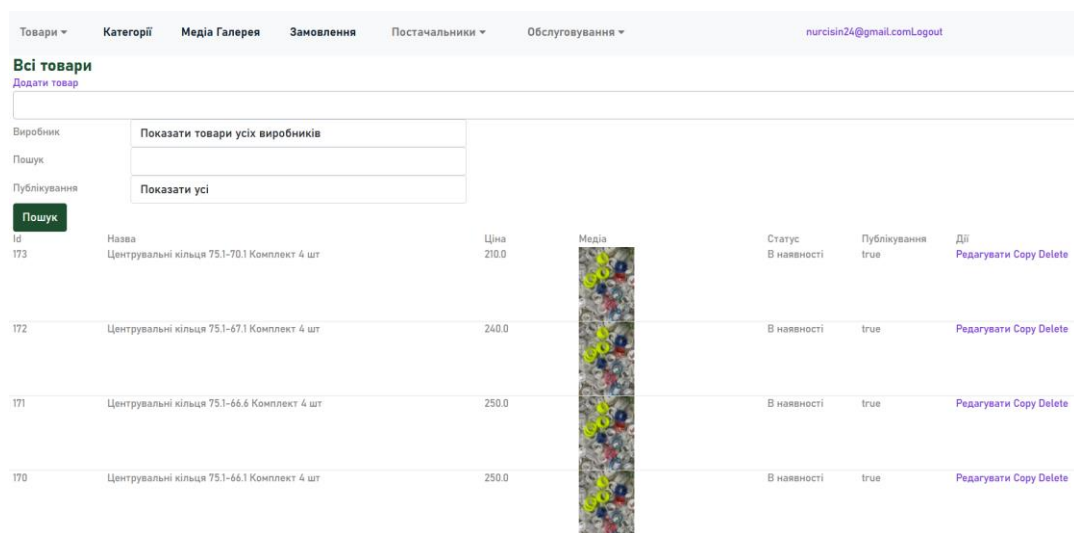 Товари Категорії Медіа Галерея Замовлення Постачальники Обслуговування nurcisin24@gmail.comLogout
Всі товари
Додати товар
Виробник Показати товари усіх виробників
Пошук
Публікування Показати усі
Пошук
Id Назва Ціна Медіа Статус Публікування Дії
173 Центрувальні кільця 75.1-70.1 Комплект 4 шт 210.0 В наявності true Редагувати Copy Delete
172 Центрувальні кільця 75.1-67.1 Комплект 4 шт 240.0 В наявності true Редагувати Copy Delete
171 Центрувальні кільця 75.1-66.6 Комплект 4 шт 250.0 В наявності true Редагувати Copy Delete
170 Центрувальні кільця 75.1-66.1 Комплект 4 шт 250.0 В наявності true Редагувати Copy Delete